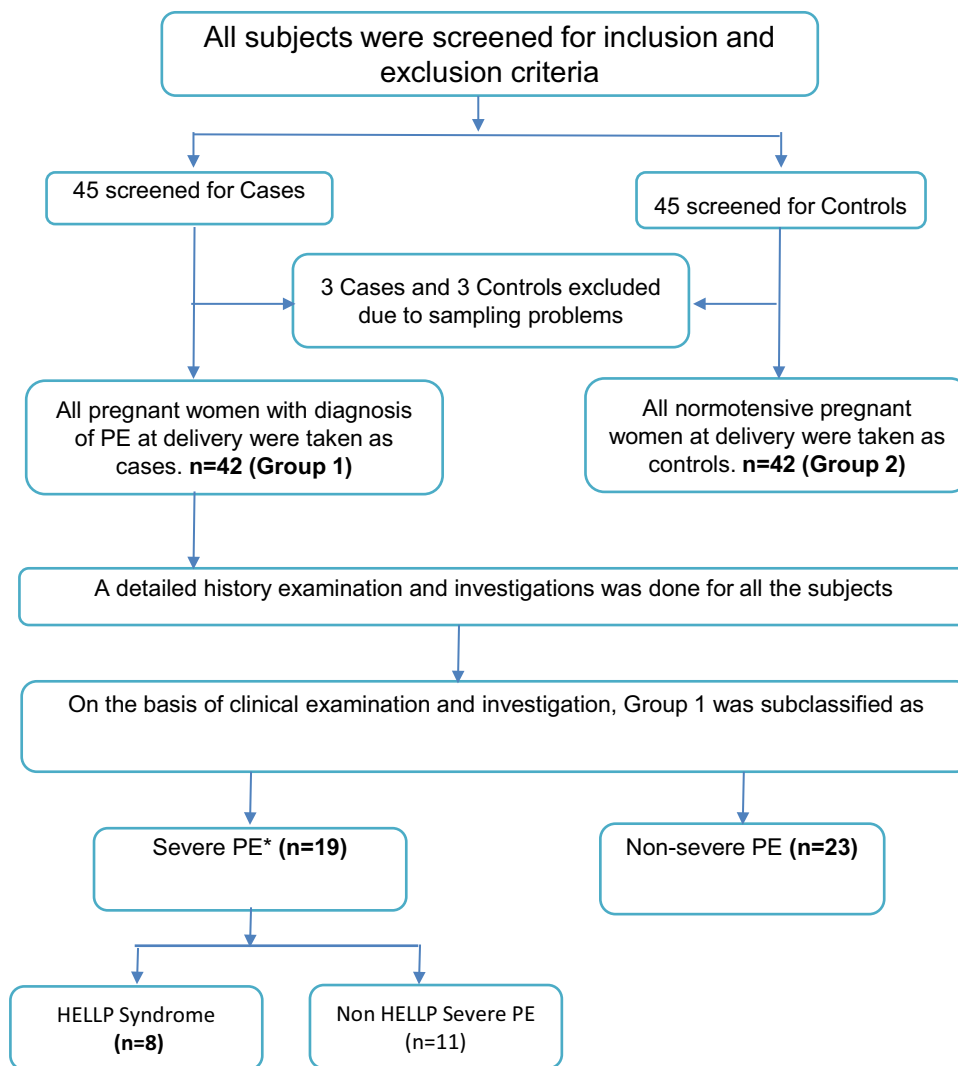 All subjects were screened for inclusion and
exclusion criteria
45 screened for Cases
45 screened for Controls
3 Cases and 3 Controls excluded
due to sampling problems
All pregnant women with diagnosis
of PE at delivery were taken as
cases. n=42 (Group 1)
All normotensive pregnant
women at delivery were taken as
controls. n=42 (Group 2)
A detailed history examination and investigations was done for all the subjects
On the basis of clinical examination and investigation, Group 1 was subclassified as
Severe PE* (n=19)
Non-severe PE (n=23)
HELLP Syndrome
(n=8)
Non HELLP Severe PE
(n=11)